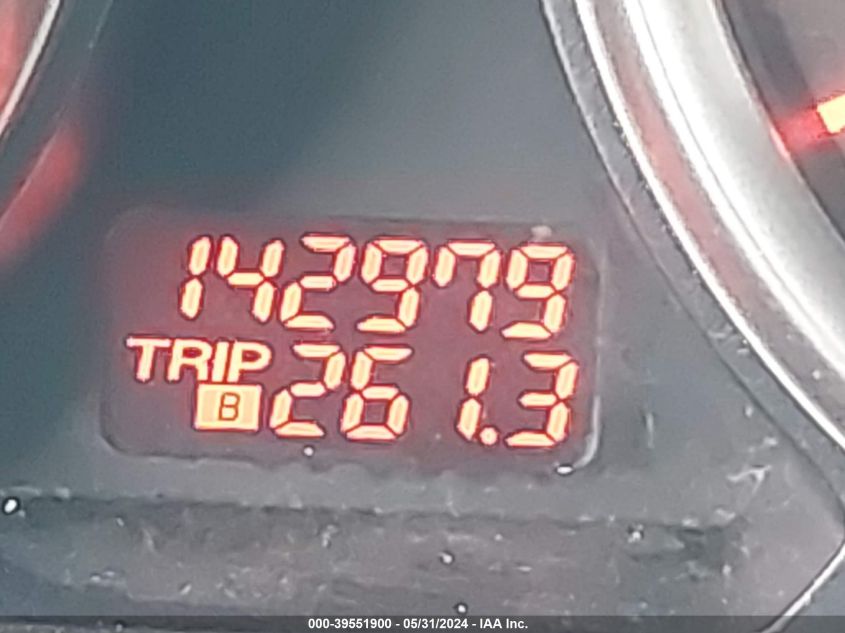 142979
TRIP
B 261.3
000-39551900 - 05/31/2024 - IAA Inc.